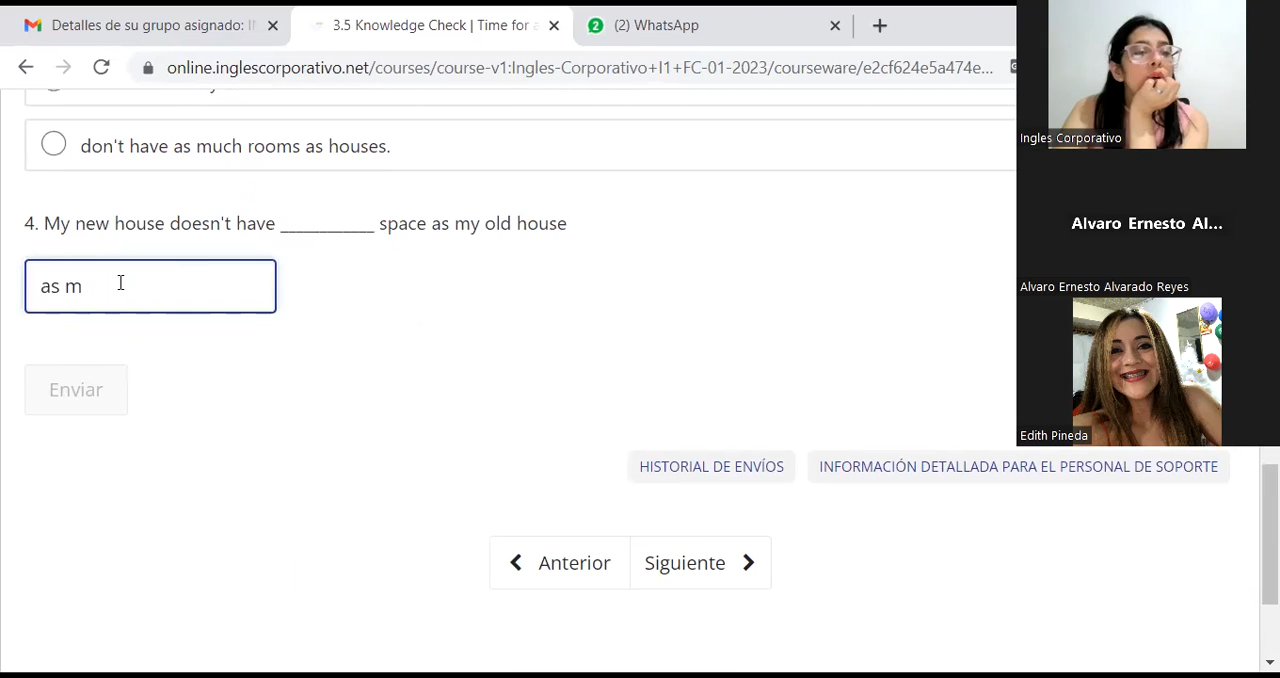 Detalles de su grupo asignado: I
3.5 Knowledge Check | Time for
2 (2) WhatsApp
online.inglescorporativo.net/courses/course-v1:Ingles-Corporativo+I1+FC-01-2023/courseware/e2cf624e5a474e...
Ingles Corporativo
don't have as much rooms as houses.
Alvaro Ernesto Al...
4. My new house doesn't have ____________ space as my old house
as m
Alvaro Ernesto Alvarado Reyes
Enviar
Edith Pineda
HISTORIAL DE ENVÍOS
INFORMACIÓN DETALLADA PARA EL PERSONAL DE SOPORTE
Anterior
Siguiente